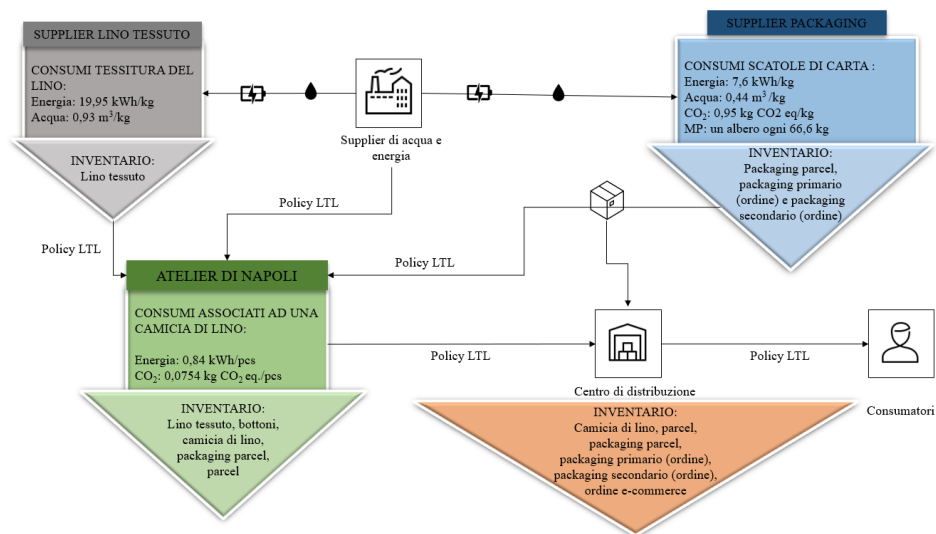 SUPPLIER LINO TESSUTO
CONSUMI TESSITURA DEL
LINO:
Energia: 19,95 kWh/kg
Acqua: 0,93 m³/kg
INVENTARIO:
Lino tessuto
Supplier di acqua e
energia
SUPPLIER PACKAGING
CONSUMI SCATOLE DI CARTA :
Energia: 7,6 kWh/kg
Acqua: 0,44 m³ /kg
CO₂: 0,95 kg CO2 eq/kg
MP: un albero ogni 66,6 kg
INVENTARIO:
Packaging parcel,
packaging primario
(ordine) e packaging
secondario (ordine)
Policy LTL
Policy LTL
Policy LTL
ATELIER DI NAPOLI
CONSUMI ASSOCIATI AD UNA
CAMICIA DI LINO:
Energia: 0,84 kWh/pcs
CO₂: 0,0754 kg CO₂ eq./pcs
INVENTARIO:
Lino tessuto, bottoni,
camicia di lino,
packaging parcel,
parcel
Policy LTL
Centro di distribuzione
Policy LTL
Consumatori
INVENTARIO:
Camicia di lino, parcel,
packaging parcel,
packaging primario (ordine),
packaging secondario (ordine),
ordine e-commerce